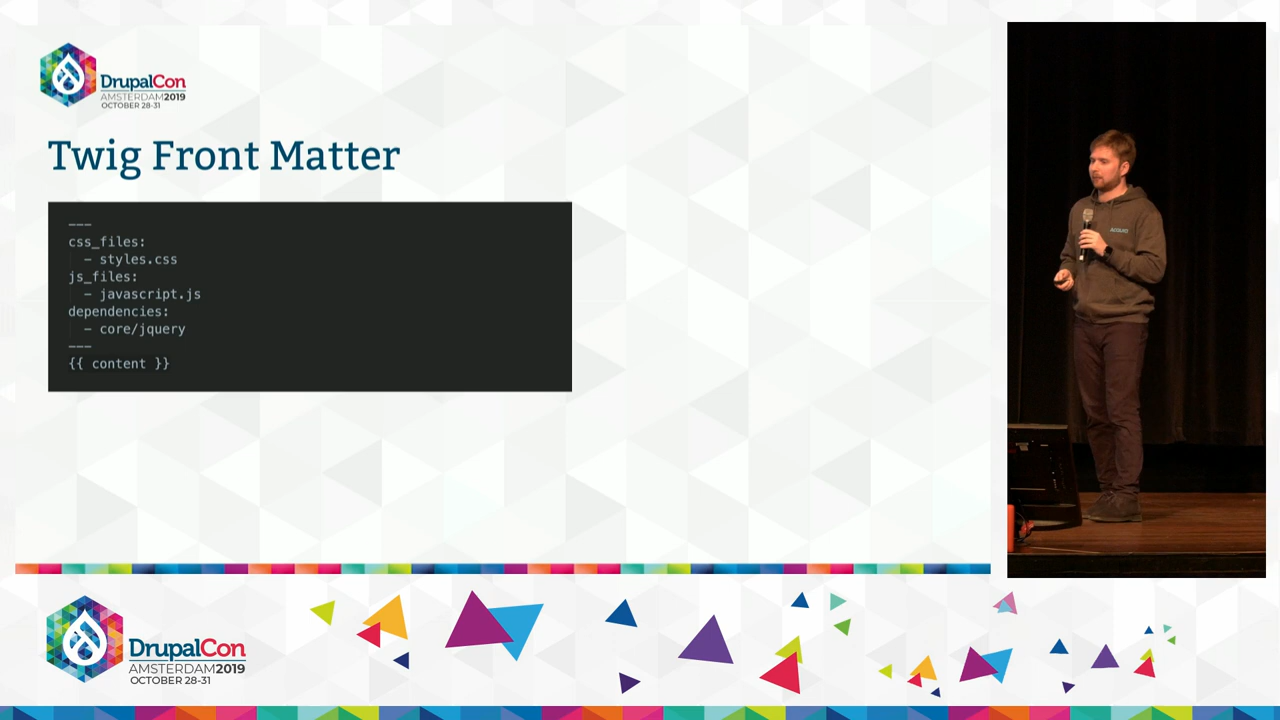 DrupalCon
AMSTERDAM2019
OCTOBER 28-31
Twig Front Matter
---
css_files:
  - styles.css
js_files:
  - javascript.js
dependencies:
  - core/jquery
---
{{ content }}
ACQUIA
DrupalCon
AMSTERDAM2019
OCTOBER 28-31